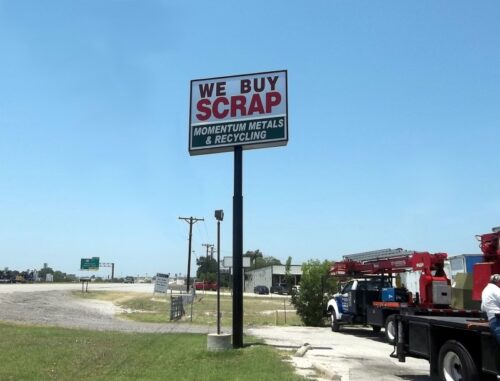 WE BUY
SCRAP
MOMENTUM METALS
& RECYCLING